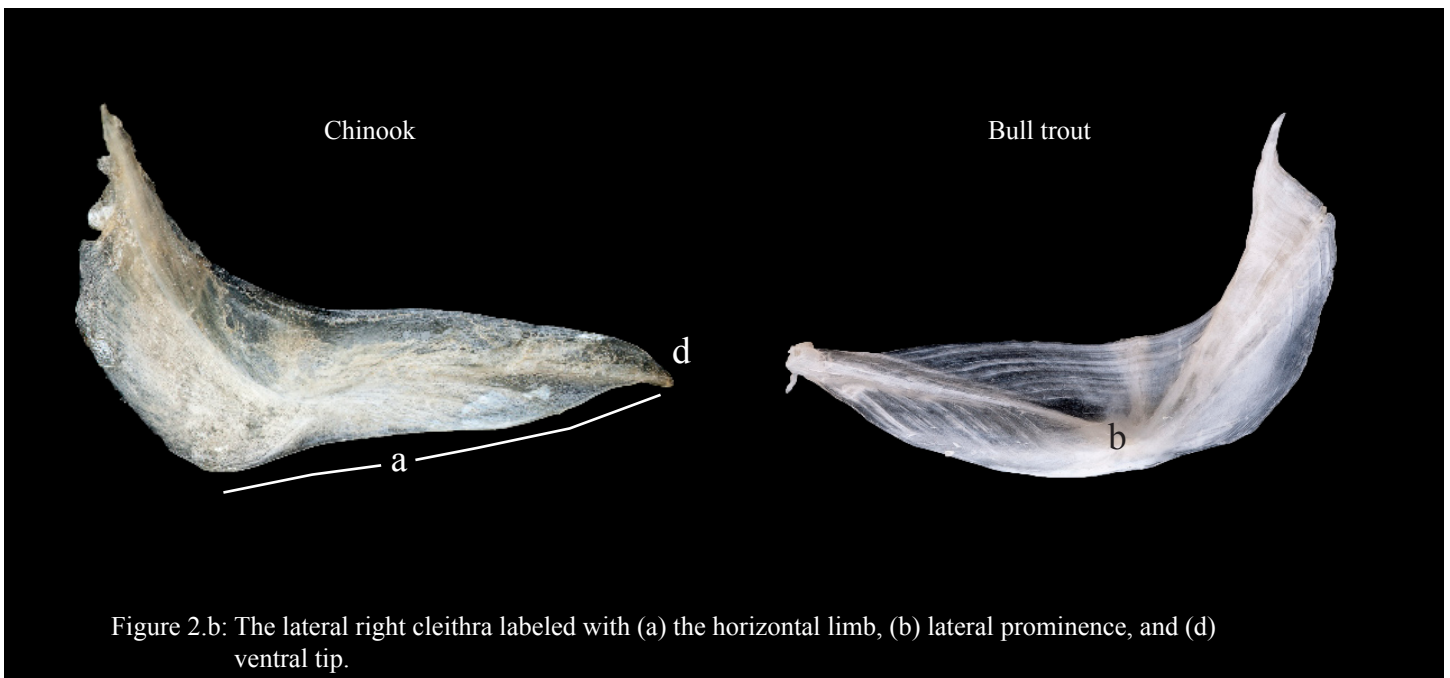 Chinook
Bull trout
d
b
a
Figure 2.b: The lateral right cleithra labeled with (a) the horizontal limb, (b) lateral prominence, and (d)
ventral tip.